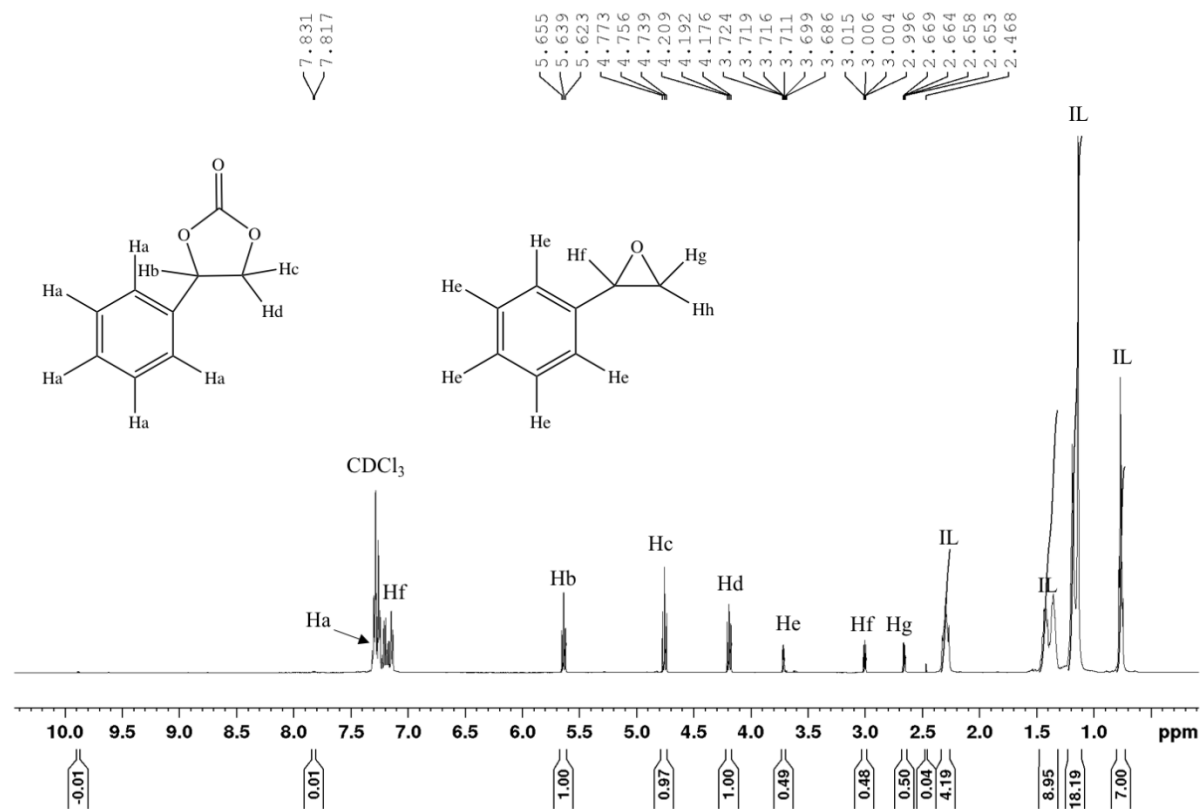 7.831
7.817
5.655
5.639
5.623
4.773
4.756
4.739
4.209
4.192
4.176
3.724
3.719
3.716
3.711
3.699
3.686
3.015
3.006
3.004
2.996
2.669
2.664
2.658
2.653
2.468
IL
O
O
O
Ha
Hb
Hc
Hd
Ha
Ha
Ha
Ha
He
Hf
O
Hg
He
Hh
He
He
He
IL
CDCl3
IL
Hc
Hb
Hd
Hf
Ha
He
Hf
Hg
IL
10.0 9.5 9.0 8.5 8.0 7.5 7.0 6.5 6.0 5.5 5.0 4.5 4.0 3.5 3.0 2.5 2.0 1.5 1.0 ppm
-0.01
0.01
1.00
0.97
1.00
0.49
0.48
0.50
0.04
4.19
8.95
18.19
7.00